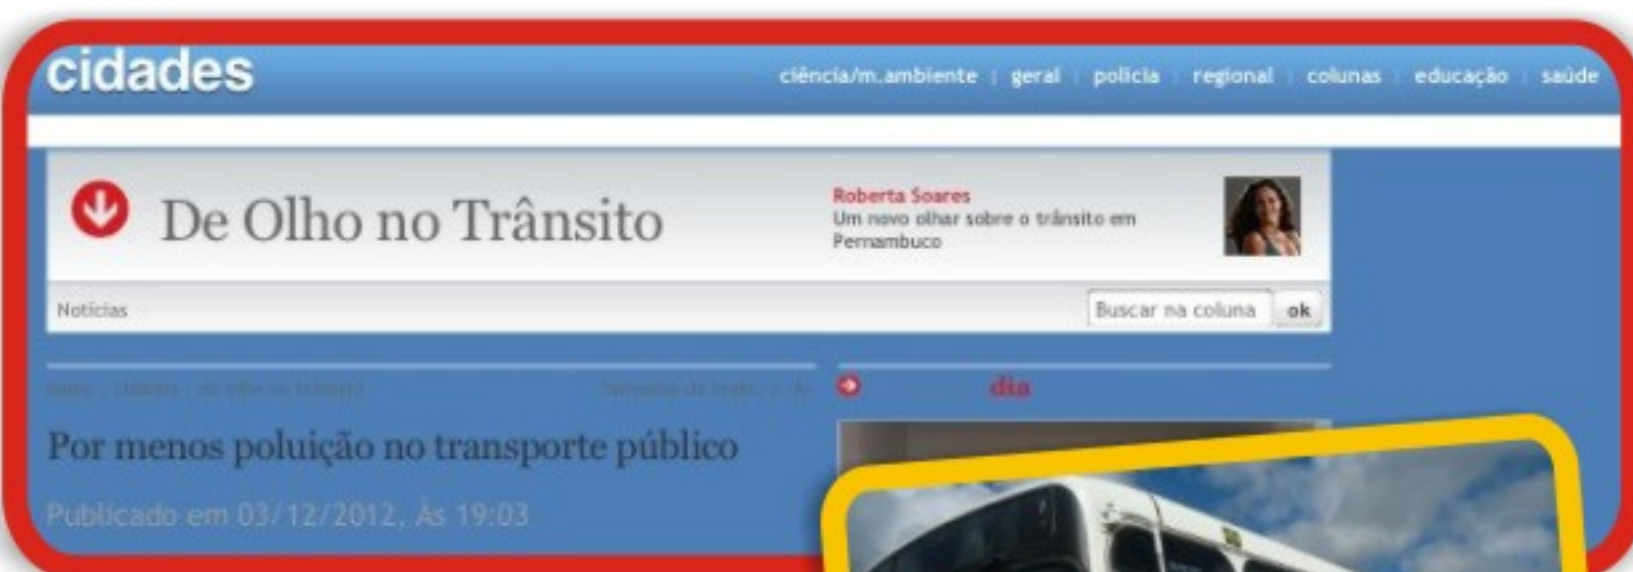 cidades
ciência/m.ambiente | geral | polícia | regional | colunas | educação | saúde
De Olho no Trânsito
Roberta Soares
Um novo olhar sobre o trânsito em
Pernambuco
Notícias
Buscar na coluna ok
dia
Por menos poluição no transporte público
Publicado em 03/12/2012, Às 19:03